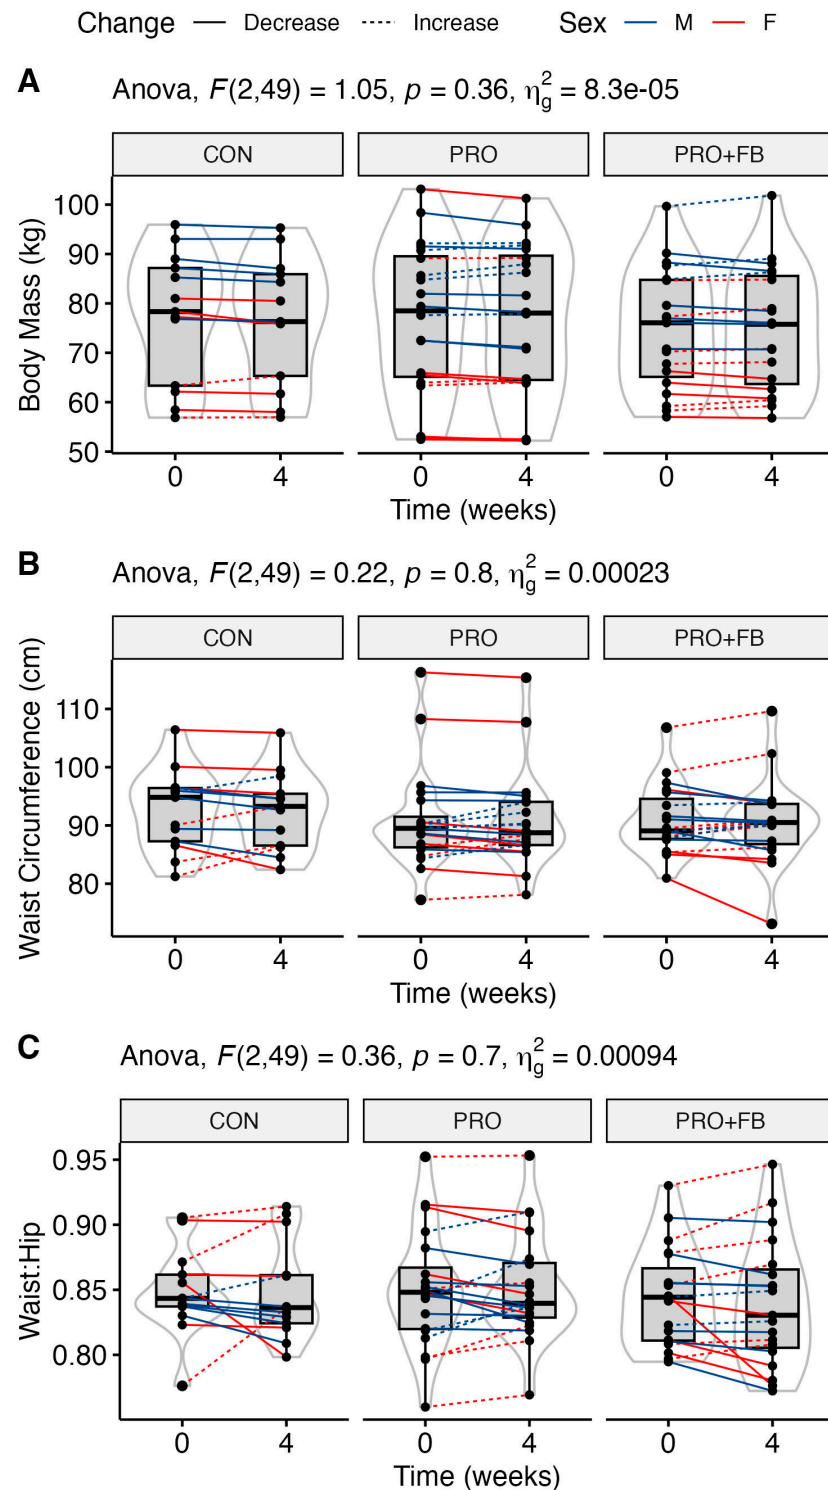 Change Decrease Increase Sex M F
A
Anova, F(2,49) = 1.05, p = 0.36, η²g = 8.3e-05
CON PRO PRO+FB
Body Mass (kg)
100
90
80
70
60
50
0 4 0 4 0 4
Time (weeks)
B
Anova, F(2,49) = 0.22, p = 0.8, η²g = 0.00023
CON PRO PRO+FB
Waist Circumference (cm)
110
100
90
80
0 4 0 4 0 4
Time (weeks)
C
Anova, F(2,49) = 0.36, p = 0.7, η²g = 0.00094
CON PRO PRO+FB
Waist:Hip
0.95
0.90
0.85
0.80
0 4 0 4 0 4
Time (weeks)